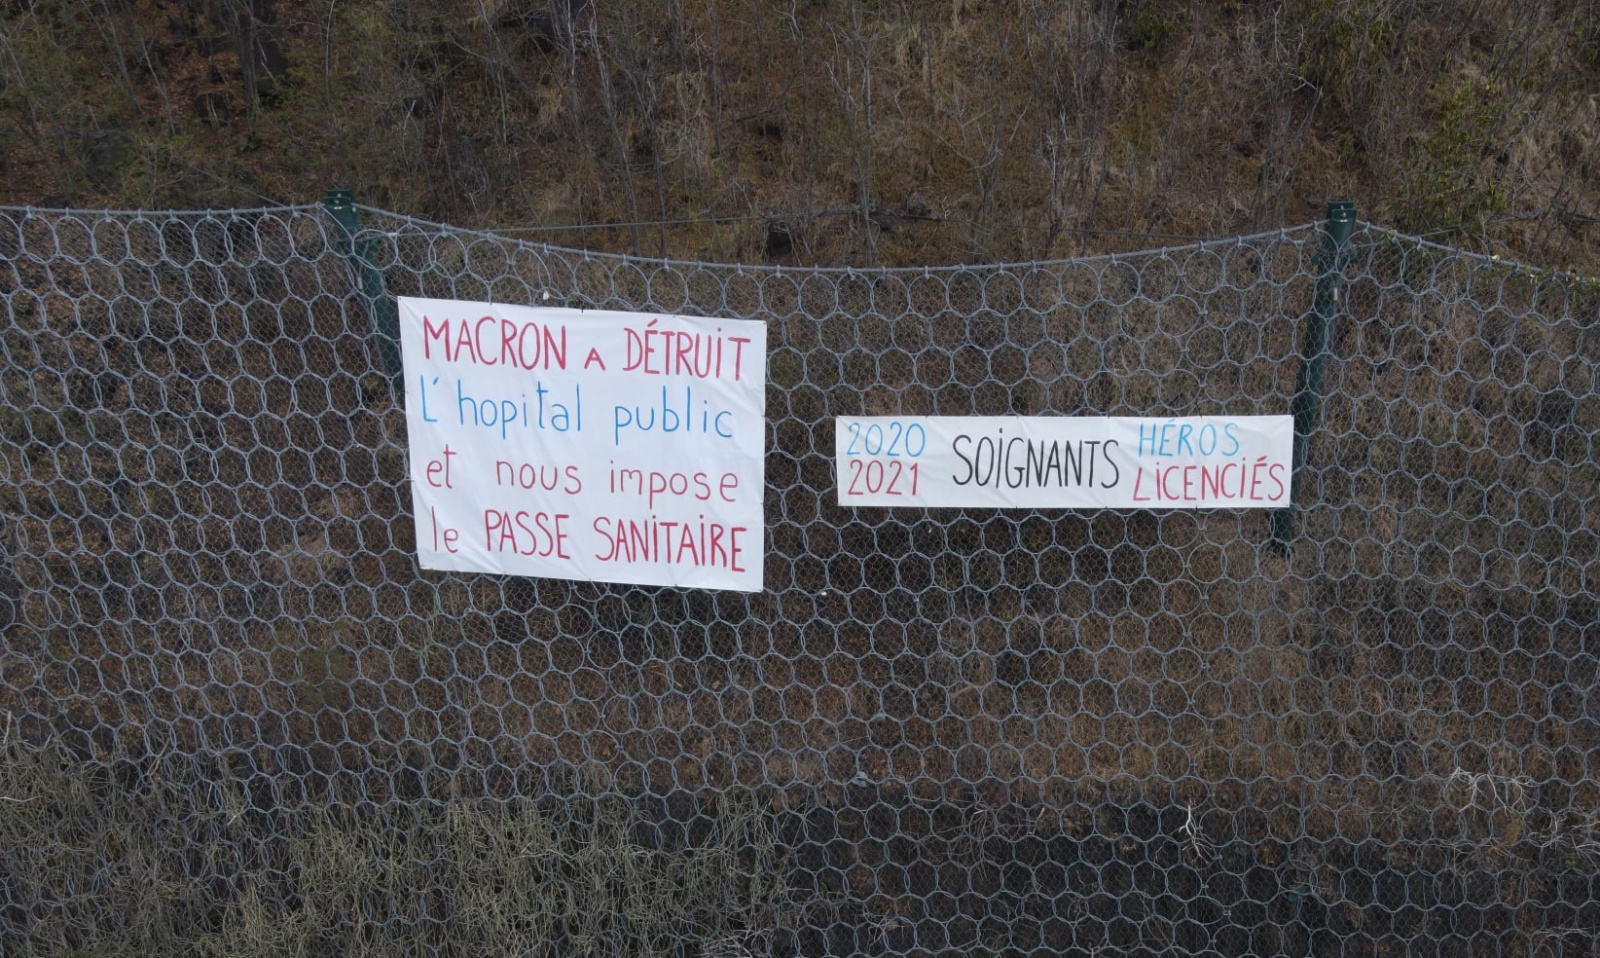 MACRON A DÉTRUIT
L'hopital public
et nous impose
le PASSE SANITAIRE
2020 SOIGNANTS HÉROS
2021 LICENCIÉS